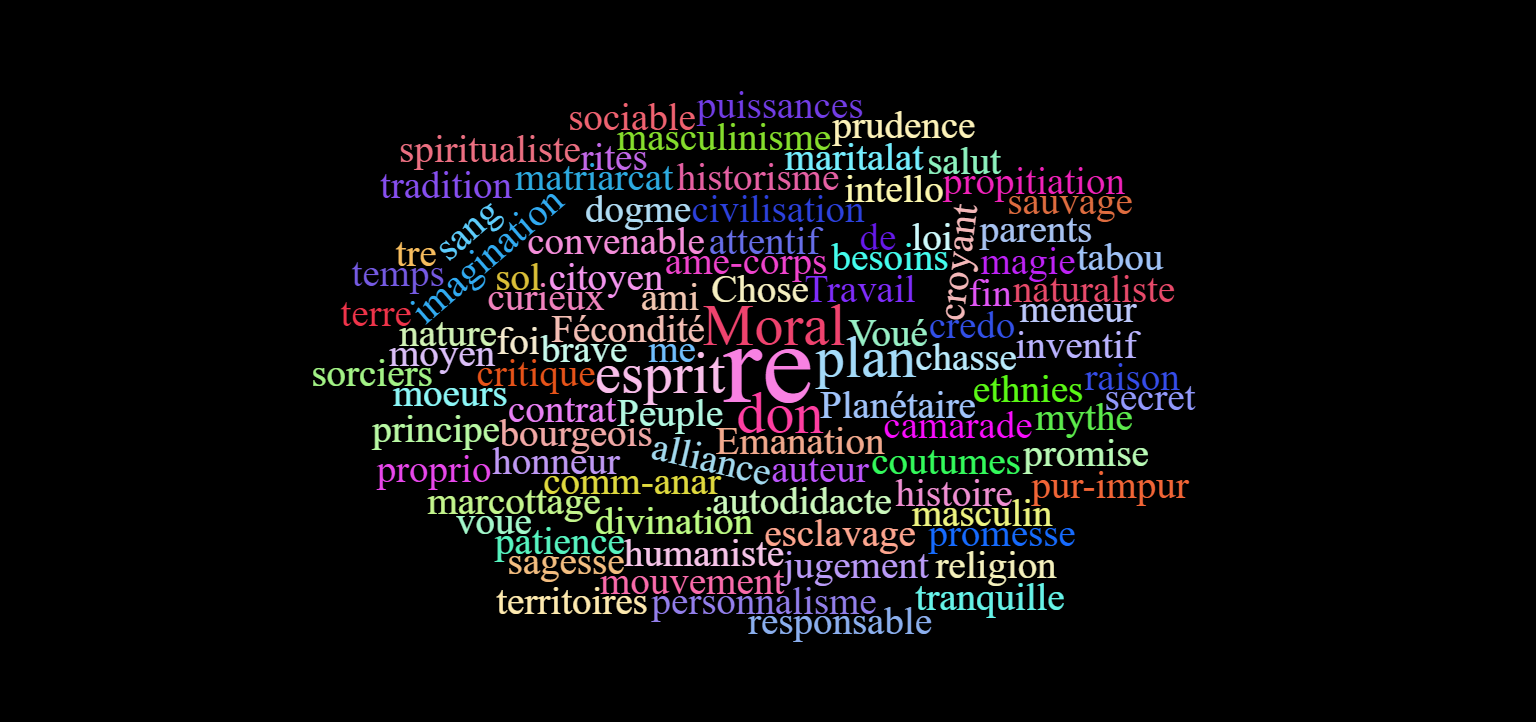 puissances
sociable
prudence
masculinisme
spiritualiste
rites
maritalat
salut
tradition
matriarcat
historisme
intello
propitiation
sauvage
dogme
civilisation
sang
imagination
convenable
attentif
de
loi
croyant
parents
tre
ame-corps
besoins
magie
tabou
temps
sol
citoyen
curieux
ami
Chose
Travail
fin
naturaliste
terre
meneur
nature
foi
Fécondité
Moral
Voué
credo
moyen
brave
me
plan
chasse
inventif
sorciers
critique
esprit
re
raison
moeurs
ethnies
secret
contrat
Peuple
don
Planétaire
camarade
mythe
principe
bourgeois
Emanation
proprio
honneur
alliance
auteur
coutumes
promise
comm-anar
histoire
pur-impur
marcottage
autodidacte
voue
divination
masculin
patience
esclavage
promesse
sagesse
humaniste
jugement
religion
mouvement
territoires
personnalisme
tranquille
responsable